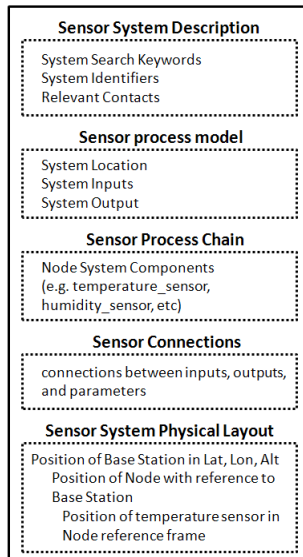 Sensor System Description
System Search Keywords
System Identifiers
Relevant Contacts
Sensor process model
System Location
System Inputs
System Output
Sensor Process Chain
Node System Components
(e.g. temperature_sensor,
humidity_sensor, etc)
Sensor Connections
connections between inputs, outputs,
and parameters
Sensor System Physical Layout
Position of Base Station in Lat, Lon, Alt
Position of Node with reference to
Base Station
Position of temperature sensor in
Node reference frame